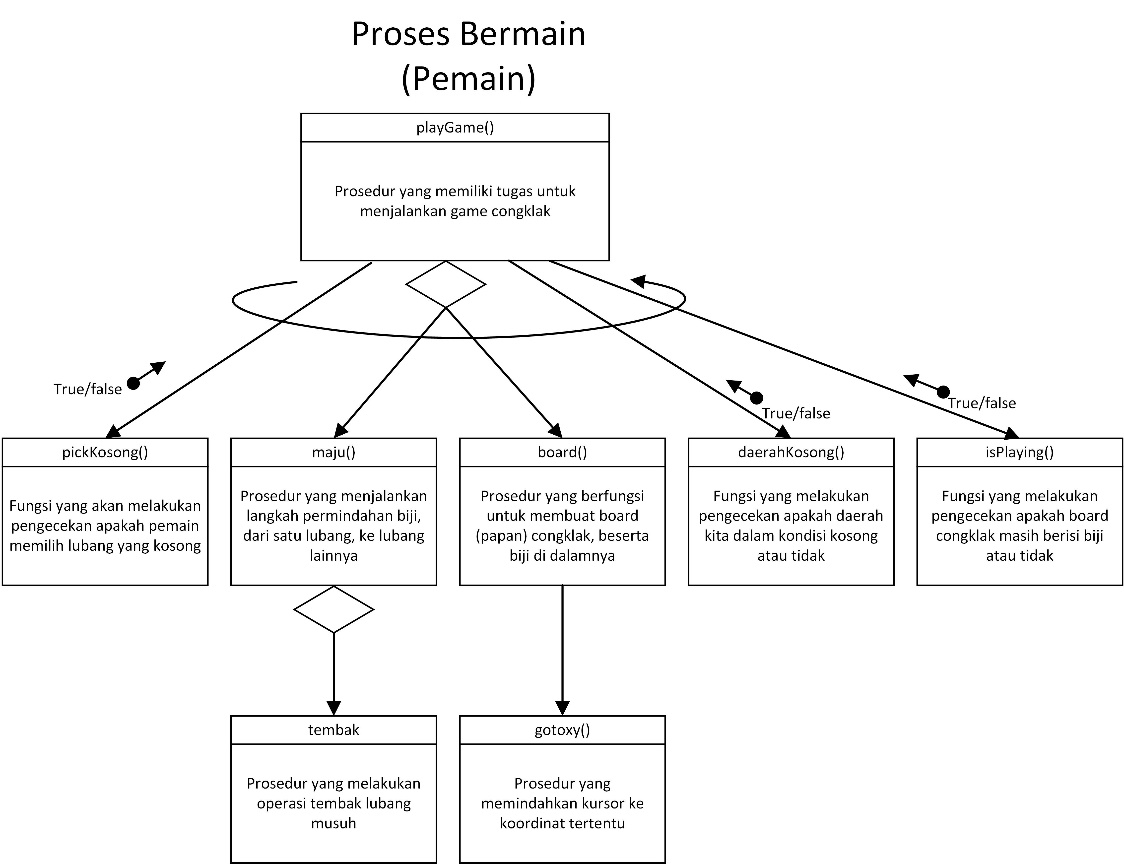 Proses Bermain
(Pemain)
playGame()
Prosedur yang memiliki tugas untuk
menjalankan game congklak
True/false
True/false
True/false
pickKosong()
Fungsi yang akan melakukan
pengecekan apakah pemain
memilih lubang yang kosong
maju()
Prosedur yang menjalankan
langkah permindahan biji,
dari satu lubang, ke lubang
lainnya
board()
Prosedur yang berfungsi
untuk membuat board
(papan) congklak, beserta
biji di dalamnya
daerahKosong()
Fungsi yang melakukan
pengecekan apakah daerah
kita dalam kondisi kosong
atau tidak
isPlaying()
Fungsi yang melakukan
pengecekan apakah board
congklak masih berisi biji
atau tidak
tembak
Prosedur yang melakukan
operasi tembak lubang
musuh
gotoxy()
Prosedur yang
memindahkan kursor ke
koordinat tertentu